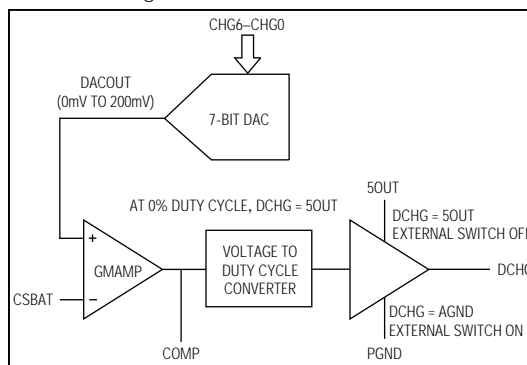 CHG6–CHG0
DACOUT
(0mV TO 200mV)
7-BIT DAC
AT 0% DUTY CYCLE, DCHG = 5OUT
5OUT
DCHG = 5OUT
EXTERNAL SWITCH OFF
+
GMAMP
VOLTAGE TO
DUTY CYCLE
CONVERTER
DCHG
CSBAT
–
DCHG = AGND
EXTERNAL SWITCH ON
COMP
PGND